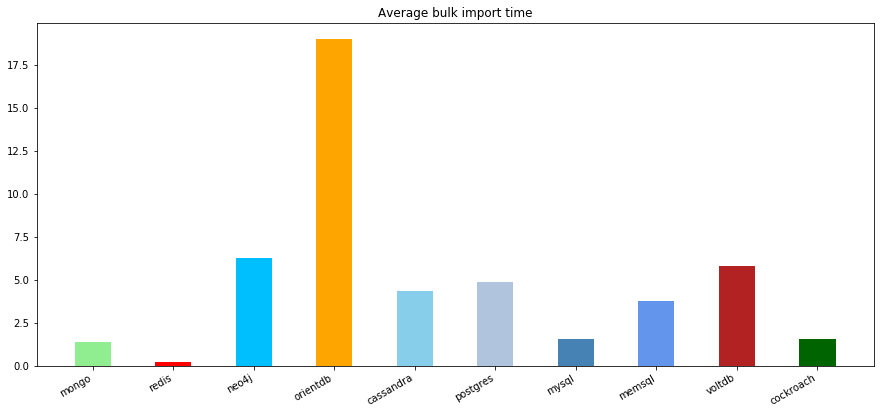 Average bulk import time
17.5
15.0
12.5
10.0
7.5
5.0
2.5
0.0
mongo
redis
neo4j
orientdb
cassandra
postgres
mysql
memsql
voltdb
cockroach